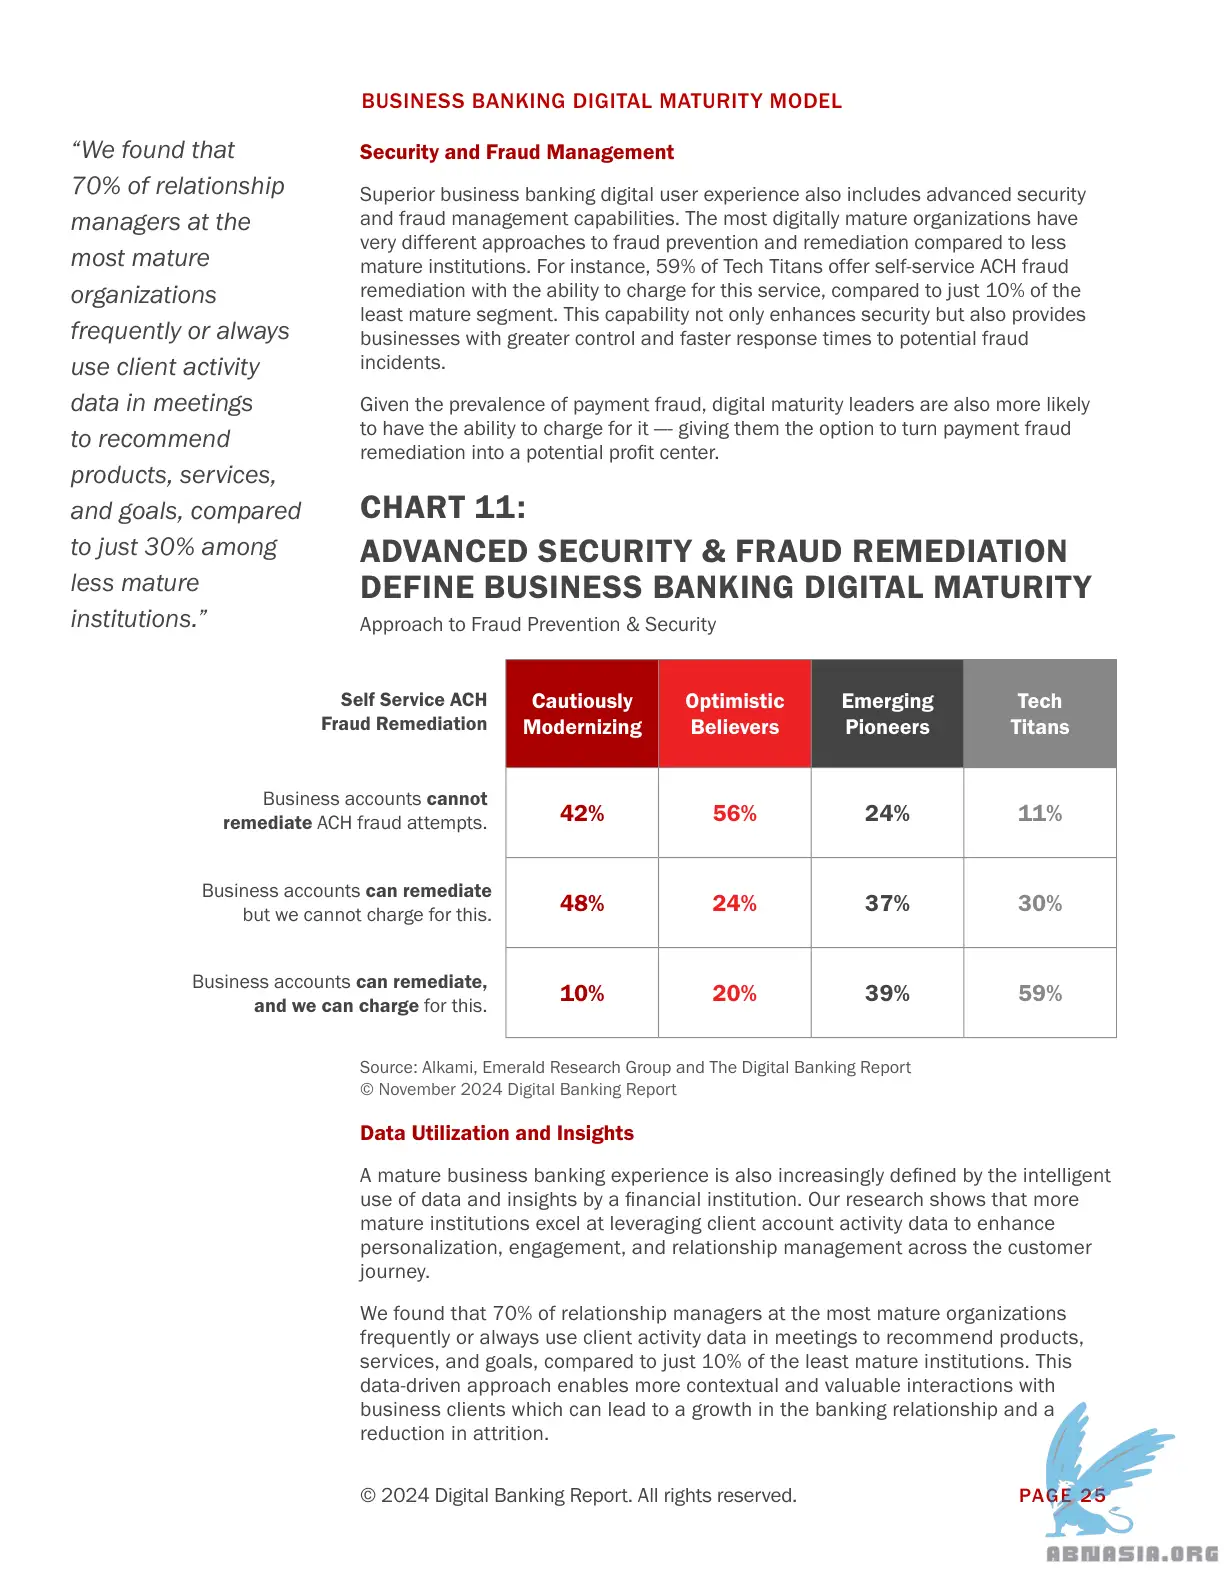 BUSINESS BANKING DIGITAL MATURITY MODEL
“We found that
70% of relationship
managers at the
most mature
organizations
frequently or always
use client activity
data in meetings
to recommend
products, services,
and goals, compared
to just 30% among
less mature
institutions.”
Security and Fraud Management
Superior business banking digital user experience also includes advanced security
and fraud management capabilities. The most digitally mature organizations have
very different approaches to fraud prevention and remediation compared to less
mature institutions. For instance, 59% of Tech Titans offer self-service ACH fraud
remediation with the ability to charge for this service, compared to just 10% of the
least mature segment. This capability not only enhances security but also provides
businesses with greater control and faster response times to potential fraud
incidents.
Given the prevalence of payment fraud, digital maturity leaders are also more likely
to have the ability to charge for it –– giving them the option to turn payment fraud
remediation into a potential profit center.
CHART 11:
ADVANCED SECURITY & FRAUD REMEDIATION
DEFINE BUSINESS BANKING DIGITAL MATURITY
Approach to Fraud Prevention & Security
Self Service ACH
Fraud Remediation
Cautiously
Modernizing
Optimistic
Believers
Emerging
Pioneers
Tech
Titans
Business accounts cannot
remediate ACH fraud attempts.
42% 56% 24% 11%
Business accounts can remediate
but we cannot charge for this.
48% 24% 37% 30%
Business accounts can remediate,
and we can charge for this.
10% 20% 39% 59%
Source: Alkami, Emerald Research Group and The Digital Banking Report
© November 2024 Digital Banking Report
Data Utilization and Insights
A mature business banking experience is also increasingly defined by the intelligent
use of data and insights by a financial institution. Our research shows that more
mature institutions excel at leveraging client account activity data to enhance
personalization, engagement, and relationship management across the customer
journey.
We found that 70% of relationship managers at the most mature organizations
frequently or always use client activity data in meetings to recommend products,
services, and goals, compared to just 10% of the least mature institutions. This
data-driven approach enables more contextual and valuable interactions with
business clients which can lead to a growth in the banking relationship and a
reduction in attrition.
© 2024 Digital Banking Report. All rights reserved.
PAGE 25
ABNASIA.ORG